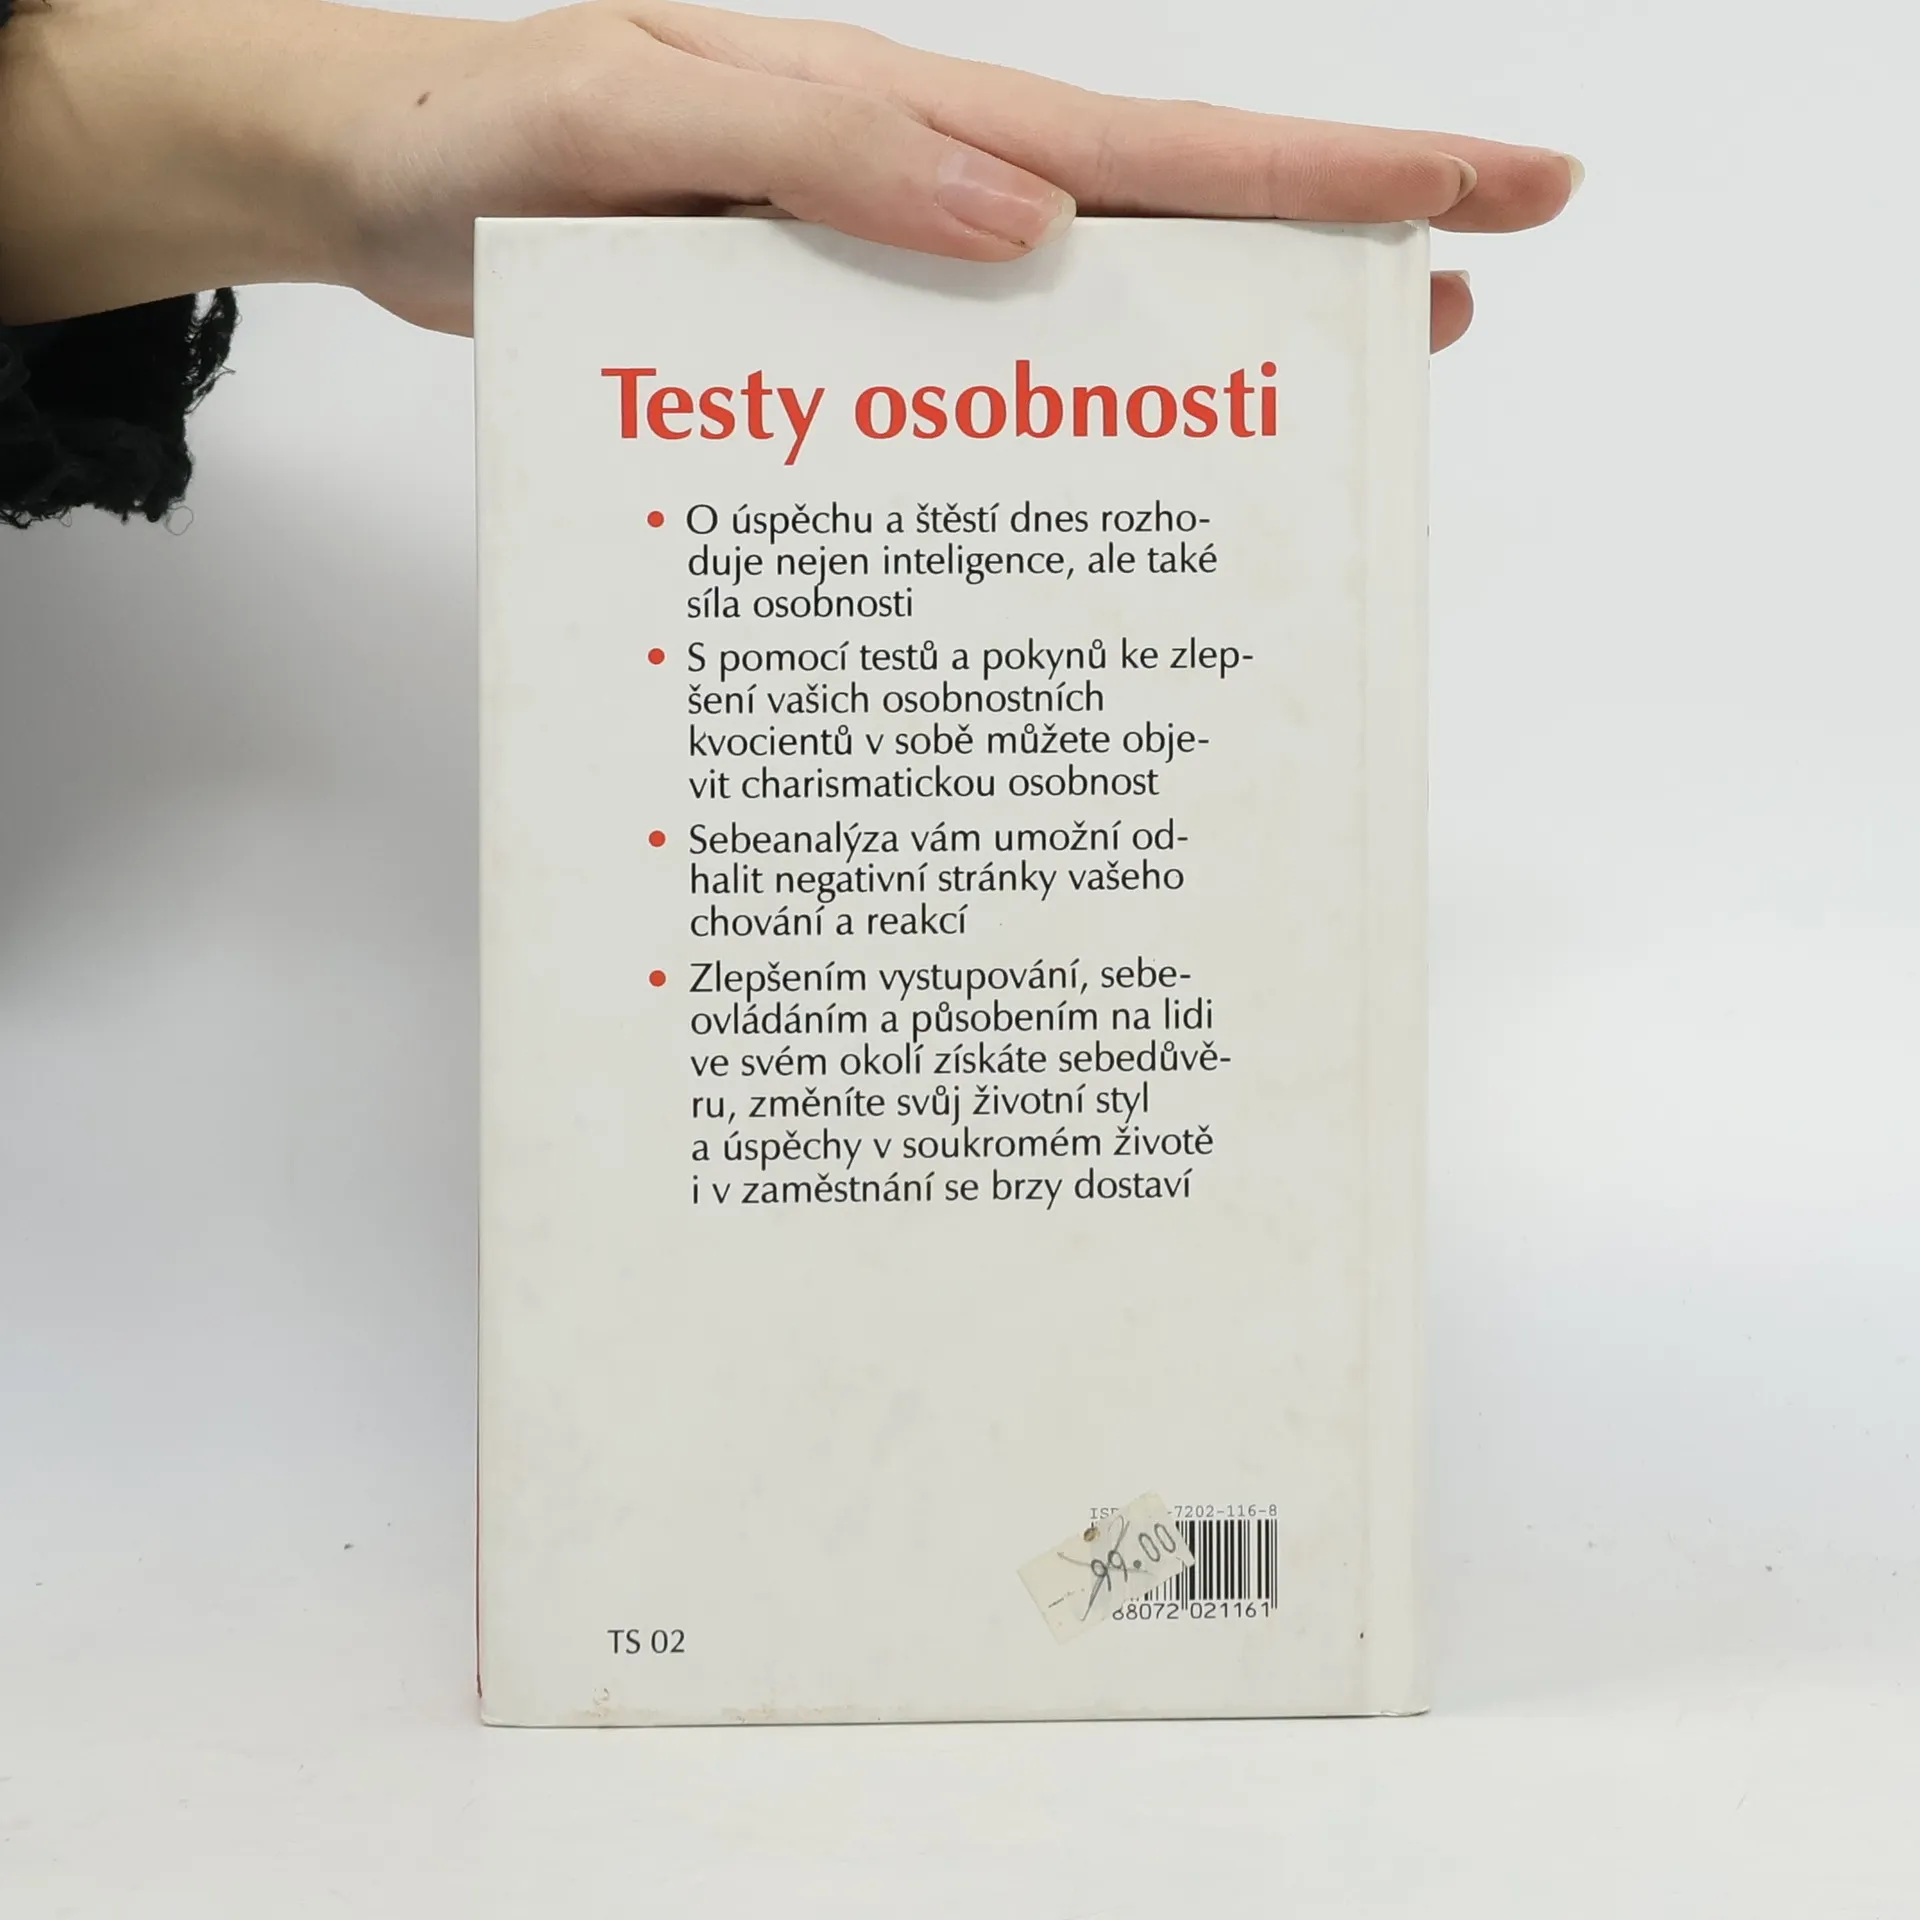 Testy osobnosti
• O úspěchu a štěstí dnes rozho-
duje nejen inteligence, ale také
síla osobnosti
• S pomocí testů a pokynů ke zlep-
šení vašich osobnostních
kvocientů v sobě můžete obje-
vit charismatickou osobnost
• Sebeanalýza vám umožní od-
halit negativní stránky vašeho
chování a reakcí
• Zlepšením vystupování, sebe-
ovládáním a působením na lidi
ve svém okolí získáte sebedůvě-
ru, změníte svůj životní styl
a úspěchy v soukromém životě
i v zaměstnání se brzy dostaví
-7202-116-8
99.00
88072 021161
TS 02